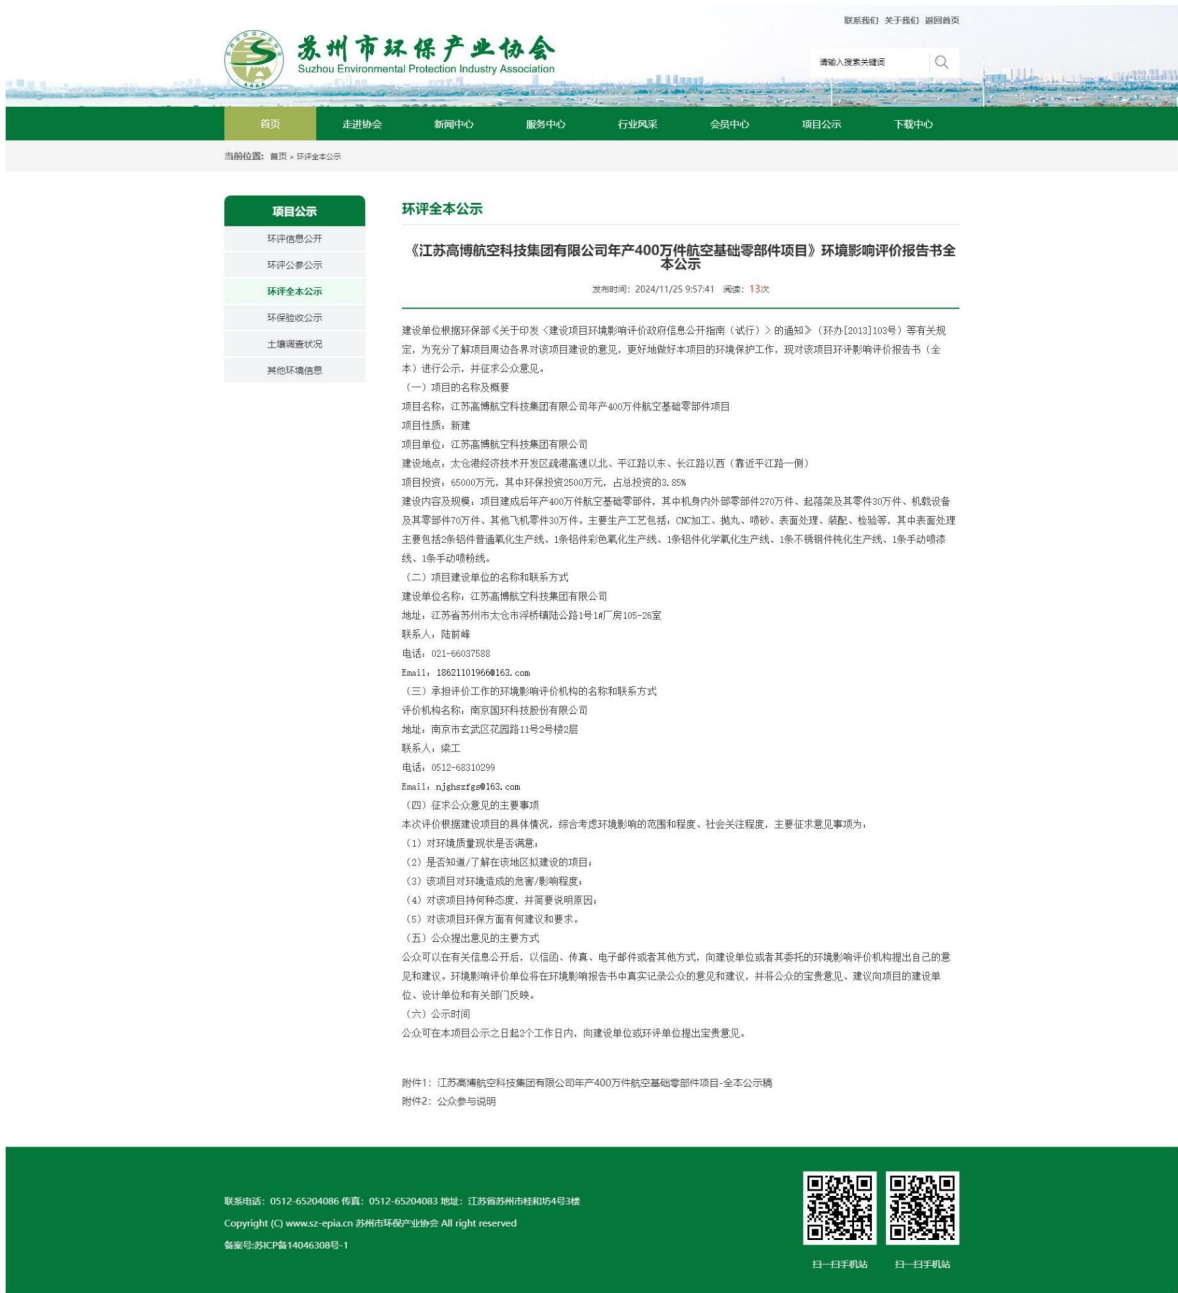 联系我们 关于我们 返回首页
苏州市环保产业协会
Suzhou Environmental Protection Industry Association
请输入搜素关键词
首页 走进协会 新闻中心 服务中心 行业风采 会员中心 项目公示 下载中心
当前位置：首页 > 环评全本公示
项目公示
环评信息公开
环评公参公示
环评全本公示
环保验收公示
土壤调查状况
其他环境信息
环评全本公示
《江苏高博航空科技集团有限公司年产400万件航空基础零部件项目》环境影响评价报告书全
本公示
发布时间：2024/11/25 9:57:41 阅读：13次
建设单位根据环保部《关于印发〈建设项目环境影响评价政府信息公开指南（试行）〉的通知》（环办[2013]103号）等有关规
定，为充分了解项目周边各界对该项目建设的意见，更好地做好本项目的环境保护工作，现对该项目环评影响评价报告书（全
本）进行公示，并征求公众意见。
（一）项目的名称及概要
项目名称：江苏高博航空科技集团有限公司年产400万件航空基础零部件项目
项目性质：新建
项目单位：江苏高博航空科技集团有限公司
建设地点：太仓港经济技术开发区疏港高速以北、平江路以东、长江路以西（靠近平江路一侧）
项目投资：65000万元，其中环保投资2500万元，占总投资的3.85%
建设内容及规模：项目建成后年产400万件航空基础零部件，其中机身内外部零部件270万件、起落架及其零件30万件、机载设备
及其零部件70万件、其他飞机零件30万件。主要生产工艺包括：CNC加工、抛丸、喷砂、表面处理、装配、检验等，其中表面处理
主要包括2条铝件普通氧化生产线、1条铝件彩色氧化生产线、1条铝件化学氧化生产线、1条不锈钢件钝化生产线、1条手动喷漆
线、1条手动喷粉线。
（二）项目建设单位的名称和联系方式
建设单位名称：江苏高博航空科技集团有限公司
地址：江苏省苏州市太仓市浮桥镇陆公路1号1#厂房105-26室
联系人：陆前峰
电话：021-66037588
Email：18621101966@163.com
（三）承担评价工作的环境影响评价机构的名称和联系方式
评价机构名称：南京国环科技股份有限公司
地址：南京市玄武区花园路11号2号楼2层
联系人：梁工
电话：0512-68310299
Email：njghszfgs@163.com
（四）征求公众意见的主要事项
本次评价根据建设项目的具体情况，综合考虑环境影响的范围和程度、社会关注程度，主要征求意见事项为：
（1）对环境质量现状是否满意；
（2）是否知道/了解在该地区拟建设的项目；
（3）该项目对环境造成的危害/影响程度；
（4）对该项目持何种态度，并简要说明原因；
（5）对该项目环保方面有何建议和要求。
（五）公众提出意见的主要方式
公众可以在有关信息公开后，以信函、传真、电子邮件或者其他方式，向建设单位或者其委托的环境影响评价机构提出自己的意
见和建议。环境影响评价单位将在环境影响报告书中真实记录公众的意见和建议，并将公众的宝贵意见、建议向项目的建设单
位、设计单位和有关部门反映。
（六）公示时间
公众可在本项目公示之日起2个工作日内，向建设单位或环评单位提出宝贵意见。
附件1：江苏高博航空科技集团有限公司年产400万件航空基础零部件项目-全本公示稿
附件2：公众参与说明
联系电话：0512-65204086 传真：0512-65204083 地址：江苏省苏州市桂和坊4号3楼
Copyright (C) www.sz-epia.cn 苏州市环保产业协会 All right reserved
备案号:苏ICP备14046308号-1
扫一扫手机站 扫一扫手机站